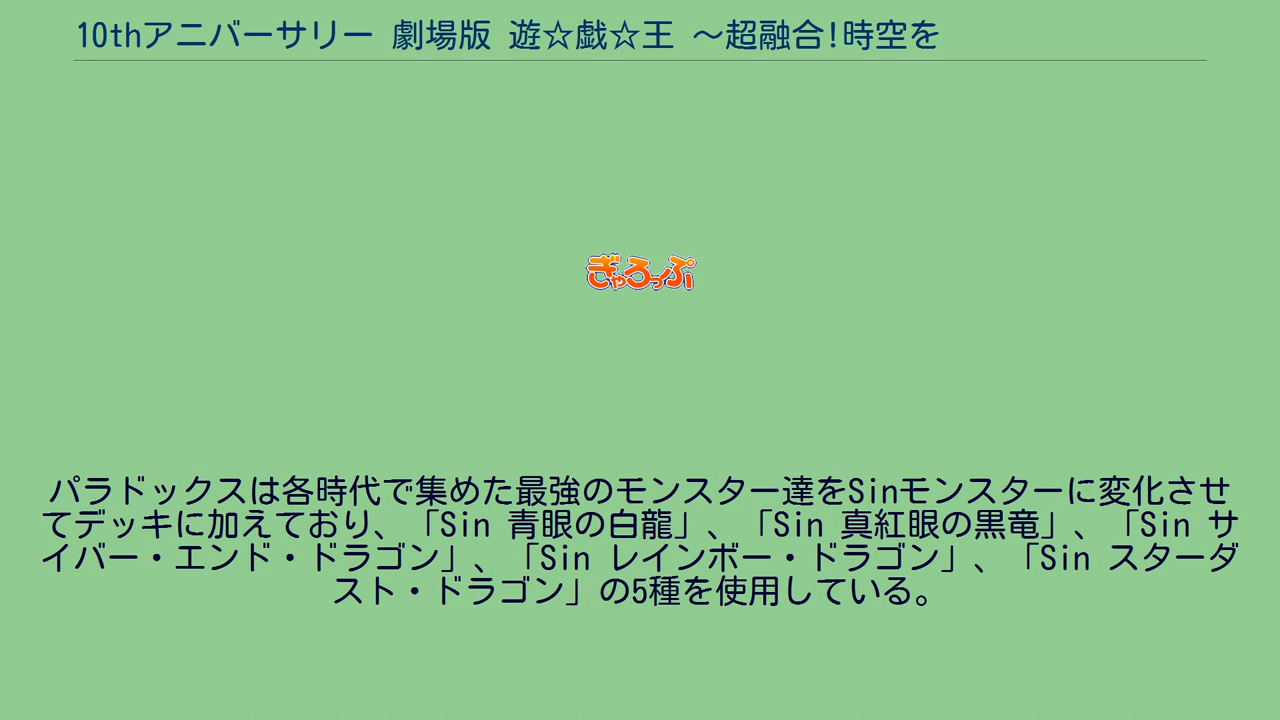 10thアニバーサリー 劇場版 遊☆戯☆王 ～超融合!時空を
ぎゃろっぷ
パラドックスは各時代で集めた最強のモンスター達をSinモンスターに変化させ
てデッキに加えており、「Sin 青眼の白龍」、「Sin 真紅眼の黒竜」、「Sin サ
イバー・エンド・ドラゴン」、「Sin レインボー・ドラゴン」、「Sin スターダ
スト・ドラゴン」の5種を使用している。